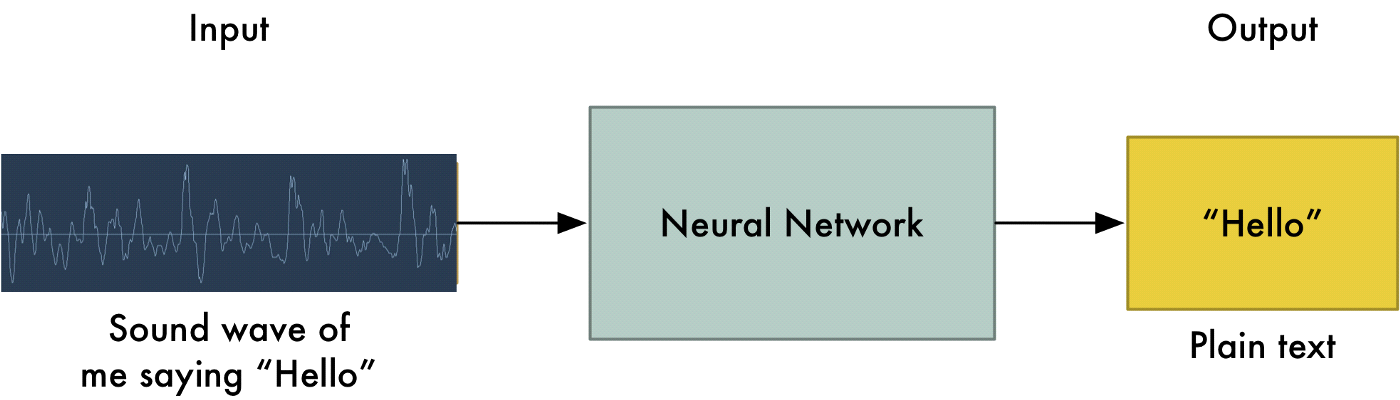 Input
Output
Neural Network
“Hello”
Sound wave of
me saying “Hello”
Plain text